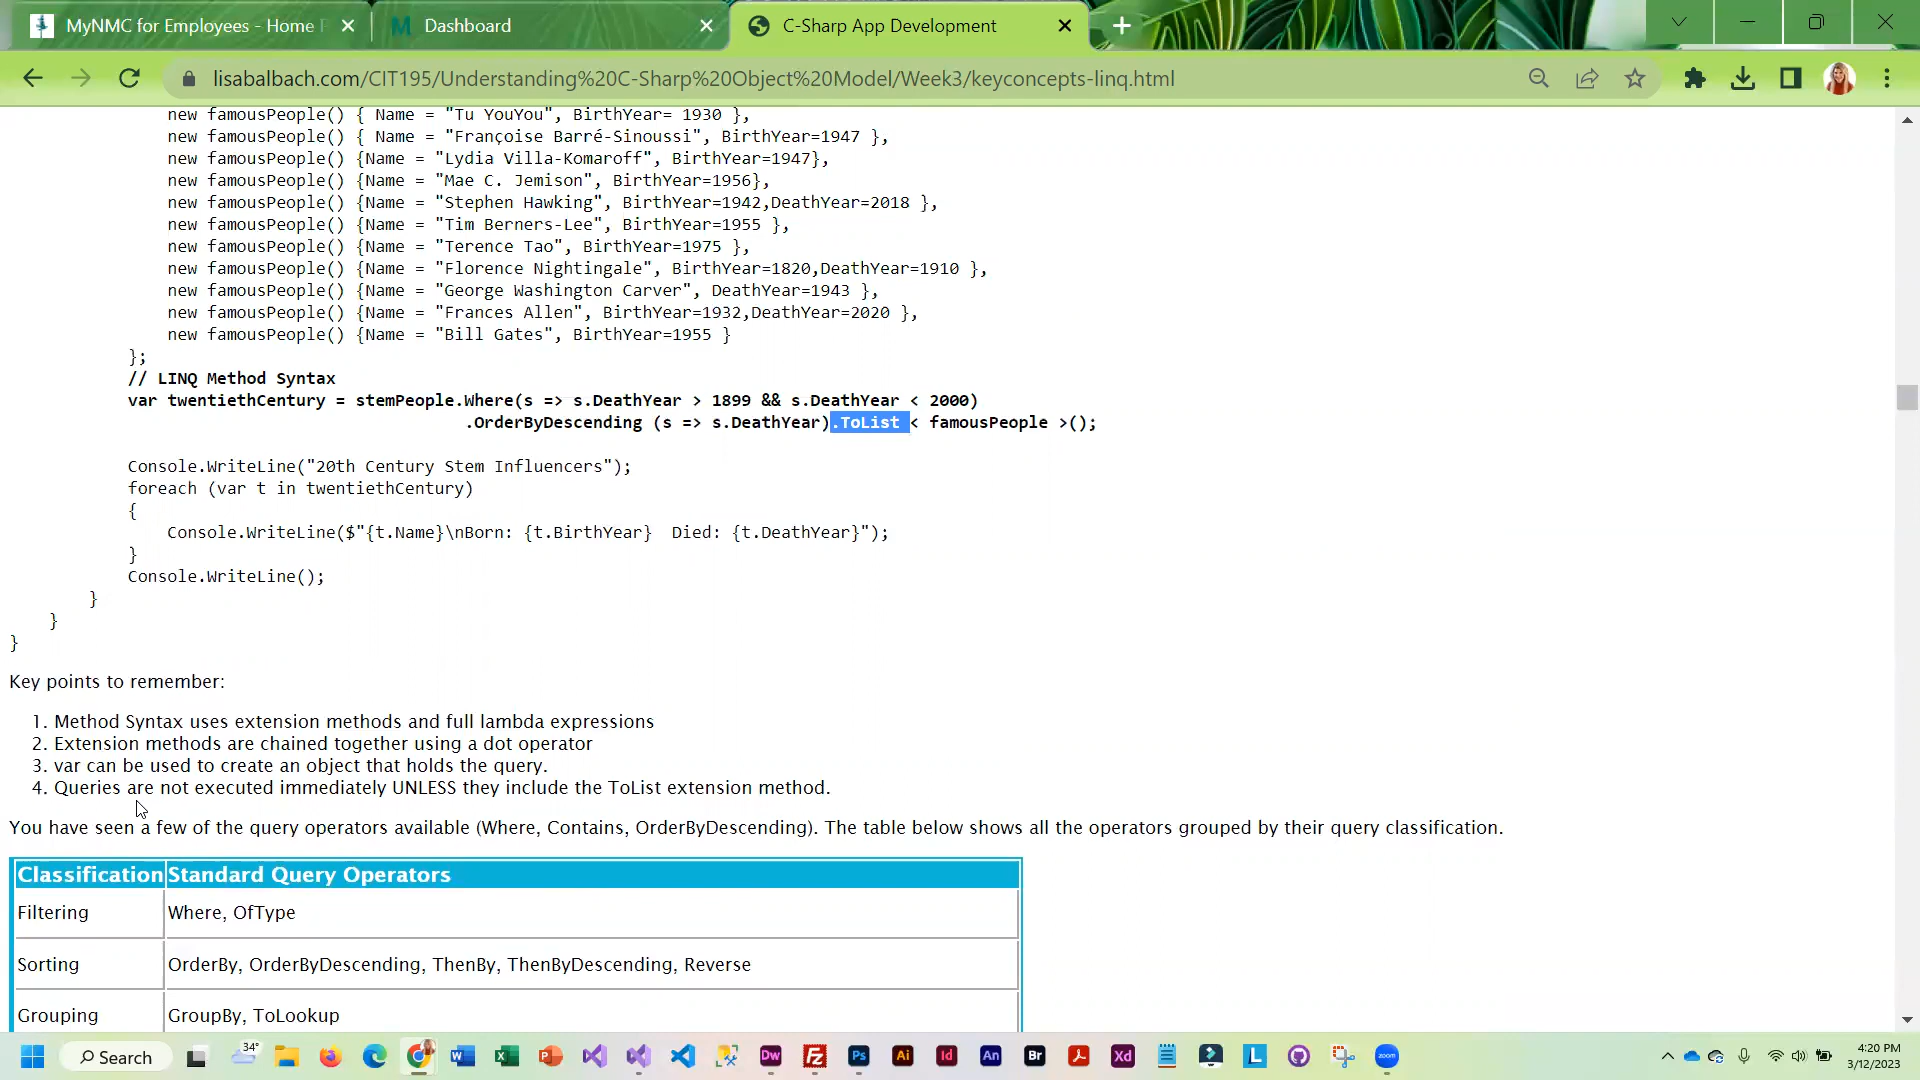 MyNMC for Employees - Home P
Dashboard
C-Sharp App Development
lisabalbach.com/CIT195/Understanding%20C-Sharp%20Object%20Model/Week3/keyconcepts-linq.html
new famousPeople() { Name = "Tu YouYou", BirthYear= 1930 },
new famousPeople() { Name = "Françoise Barré-Sinoussi", BirthYear=1947 },
new famousPeople() {Name = "Lydia Villa-Komaroff", BirthYear=1947},
new famousPeople() {Name = "Mae C. Jemison", BirthYear=1956},
new famousPeople() {Name = "Stephen Hawking", BirthYear=1942,DeathYear=2018 },
new famousPeople() {Name = "Tim Berners-Lee", BirthYear=1955 },
new famousPeople() {Name = "Terence Tao", BirthYear=1975 },
new famousPeople() {Name = "Florence Nightingale", BirthYear=1820,DeathYear=1910 },
new famousPeople() {Name = "George Washington Carver", DeathYear=1943 },
new famousPeople() {Name = "Frances Allen", BirthYear=1932,DeathYear=2020 },
new famousPeople() {Name = "Bill Gates", BirthYear=1955 }
};
// LINQ Method Syntax
var twentiethCentury = stemPeople.Where(s => s.DeathYear > 1899 && s.DeathYear < 2000)
.OrderByDescending (s => s.DeathYear).ToList < famousPeople >();
Console.WriteLine("20th Century Stem Influencers");
foreach (var t in twentiethCentury)
{
Console.WriteLine($"{t.Name}\nBorn: {t.BirthYear}  Died: {t.DeathYear}");
}
Console.WriteLine();
}
}
}
Key points to remember:
1. Method Syntax uses extension methods and full lambda expressions
2. Extension methods are chained together using a dot operator
3. var can be used to create an object that holds the query.
4. Queries are not executed immediately UNLESS they include the ToList extension method.
You have seen a few of the query operators available (Where, Contains, OrderByDescending). The table below shows all the operators grouped by their query classification.
Classification Standard Query Operators
Filtering Where, OfType
Sorting OrderBy, OrderByDescending, ThenBy, ThenByDescending, Reverse
Grouping GroupBy, ToLookup
Search
34°
4:20 PM
3/12/2023